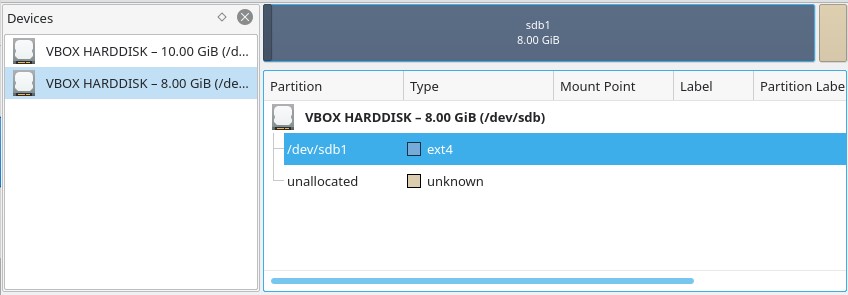 Devices
VBOX HARDDISK – 10.00 GiB (/d...
VBOX HARDDISK – 8.00 GiB (/de...
sdb1
8.00 GiB
Partition Type Mount Point Label Partition Labe
VBOX HARDDISK – 8.00 GiB (/dev/sdb)
/dev/sdb1 ext4
unallocated unknown